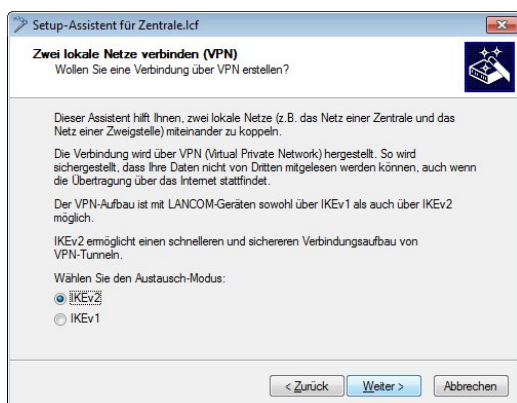 Setup-Assistent für Zentrale.lcf
Zwei lokale Netze verbinden (VPN)
Wollen Sie eine Verbindung über VPN erstellen?
Dieser Assistent hilft Ihnen, zwei lokale Netze (z.B. das Netz einer Zentrale und das
Netz einer Zweigstelle) miteinander zu koppeln.
Die Verbindung wird über VPN (Virtual Private Network) hergestellt. So wird
sichergestellt, dass Ihre Daten nicht von Dritten mitgelesen werden können, auch wenn
die Übertragung über das Internet stattfindet.
Der VPN-Aufbau ist mit LANCOM-Geräten sowohl über IKEv1 als auch über IKEv2
möglich.
IKEv2 ermöglicht einen schnelleren und sichereren Verbindungsaufbau von
VPN-Tunneln.
Wählen Sie den Austausch-Modus:
IKEv2
IKEv1
< Zurück
Weiter >
Abbrechen